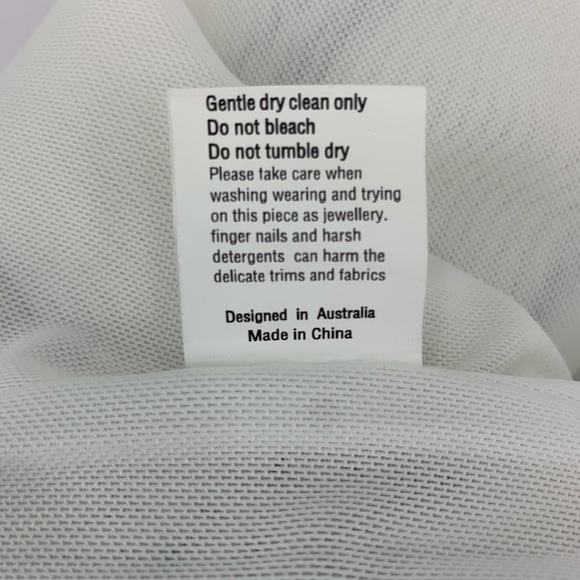 Gentle dry clean only
Do not bleach
Do not tumble dry
Please take care when
washing wearing and trying
on this piece as jewellery.
finger nails and harsh
detergents can harm the
delicate trims and fabrics
Designed in Australia
Made in China